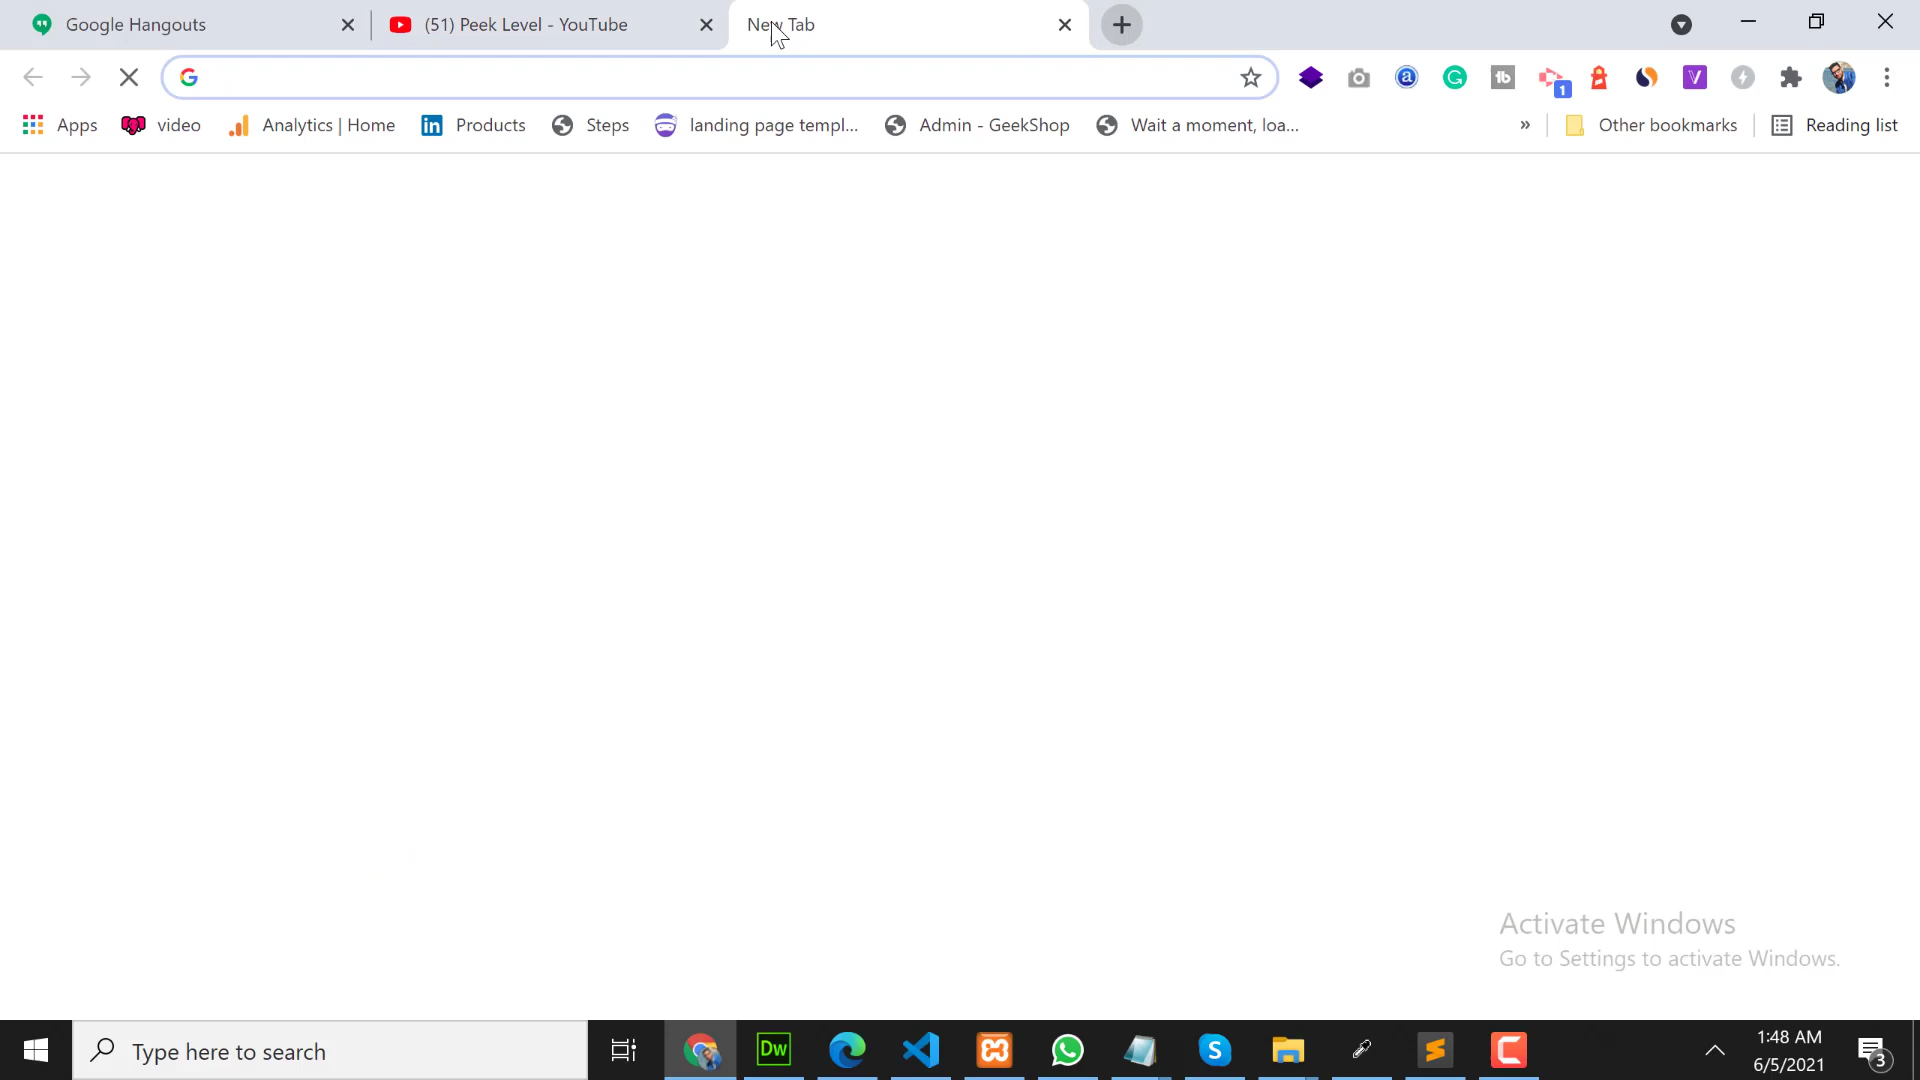 Google Hangouts
(51) Peek Level - YouTube
New Tab
Apps
video
Analytics | Home
Products
Steps
landing page templ...
Admin - GeekShop
Wait a moment, loa...
»
Other bookmarks
Reading list
Activate Windows
Go to Settings to activate Windows.
Type here to search
1:48 AM
6/5/2021
3